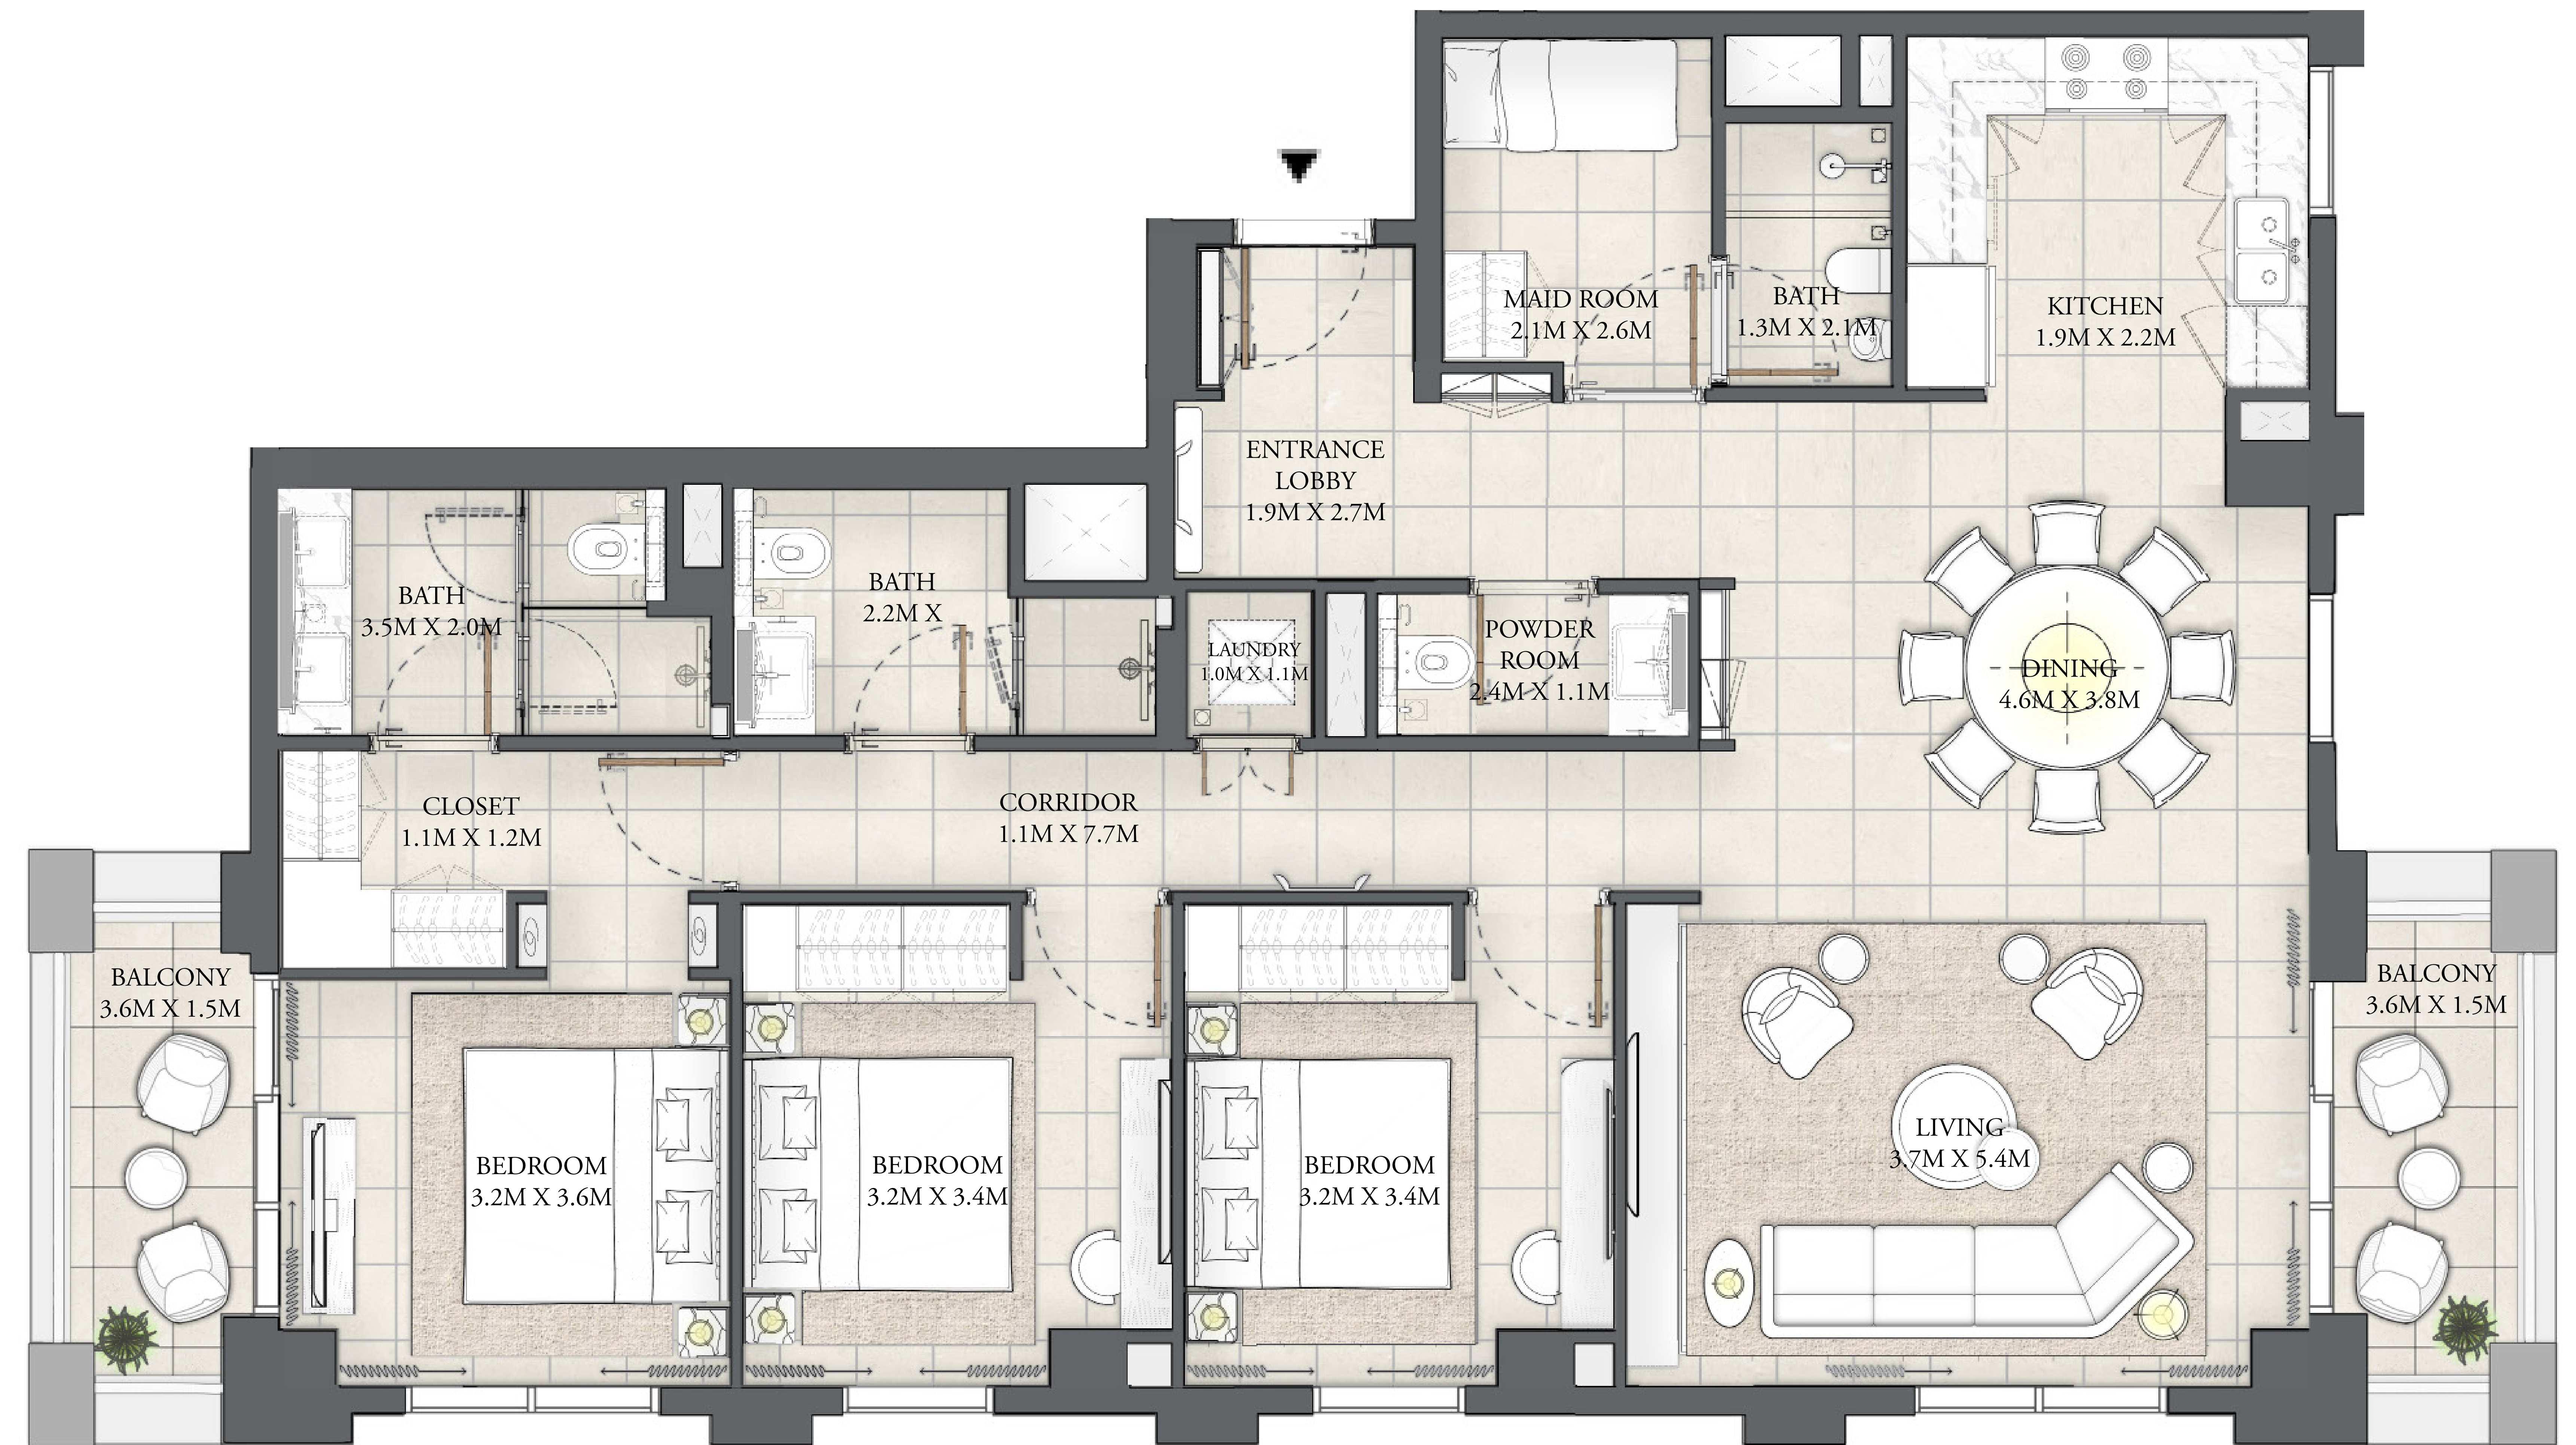 MAID ROOM
2.1M X 2.6M
BATH
1.3M X 2.1M
KITCHEN
1.9M X 2.2M
ENTRANCE
LOBBY
1.9M X 2.7M
BATH
3.5M X 2.0M
BATH
2.2M X
LAUNDRY
1.0M X 1.1M
POWDER
ROOM
2.4M X 1.1M
DINING
4.6M X 3.8M
CLOSET
1.1M X 1.2M
CORRIDOR
1.1M X 7.7M
BALCONY
3.6M X 1.5M
BEDROOM
3.2M X 3.6M
BEDROOM
3.2M X 3.4M
BEDROOM
3.2M X 3.4M
LIVING
3.7M X 5.4M
BALCONY
3.6M X 1.5M